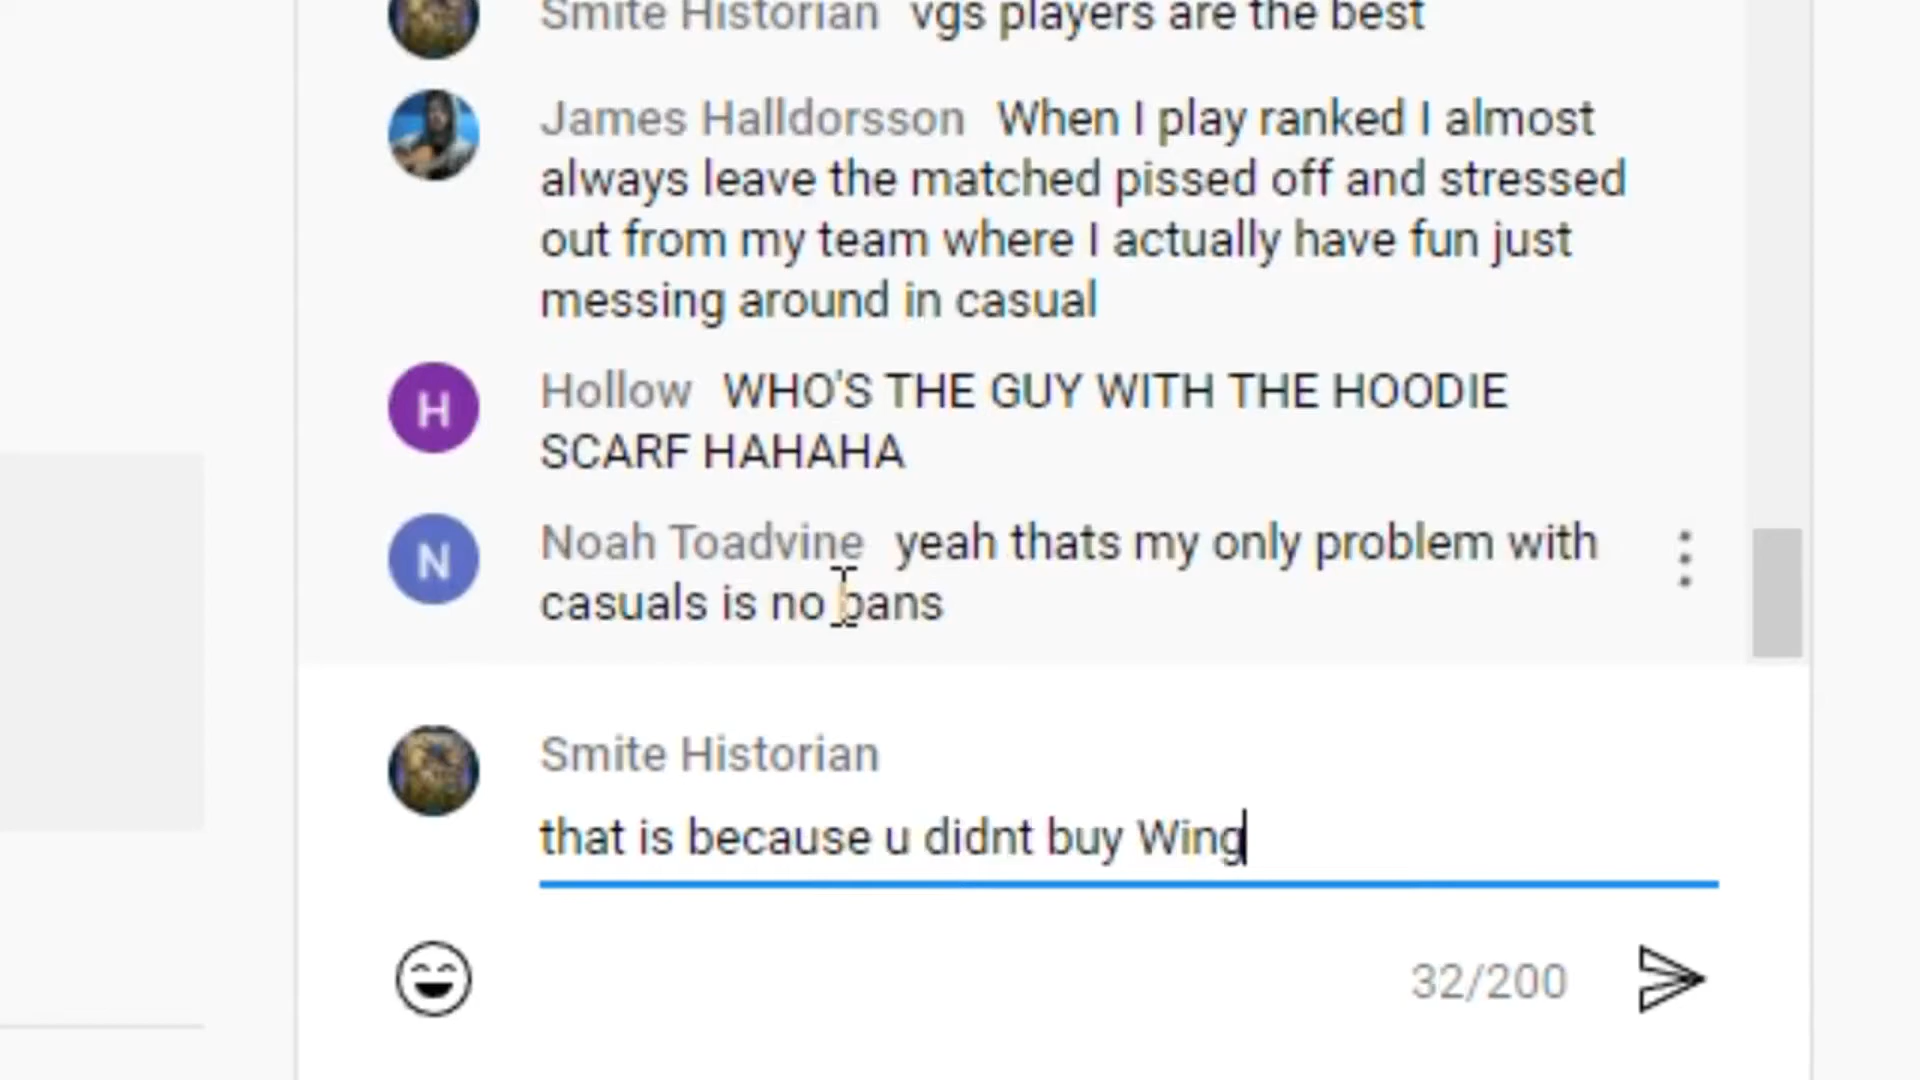 Smite Historian vgs players are the best
James Halldorsson When I play ranked I almost
always leave the matched pissed off and stressed
out from my team where I actually have fun just
messing around in casual
H Hollow WHO'S THE GUY WITH THE HOODIE
SCARF HAHAHA
N Noah Toadvine yeah thats my only problem with
casuals is no bans
Smite Historian
that is because u didnt buy Wing
32/200